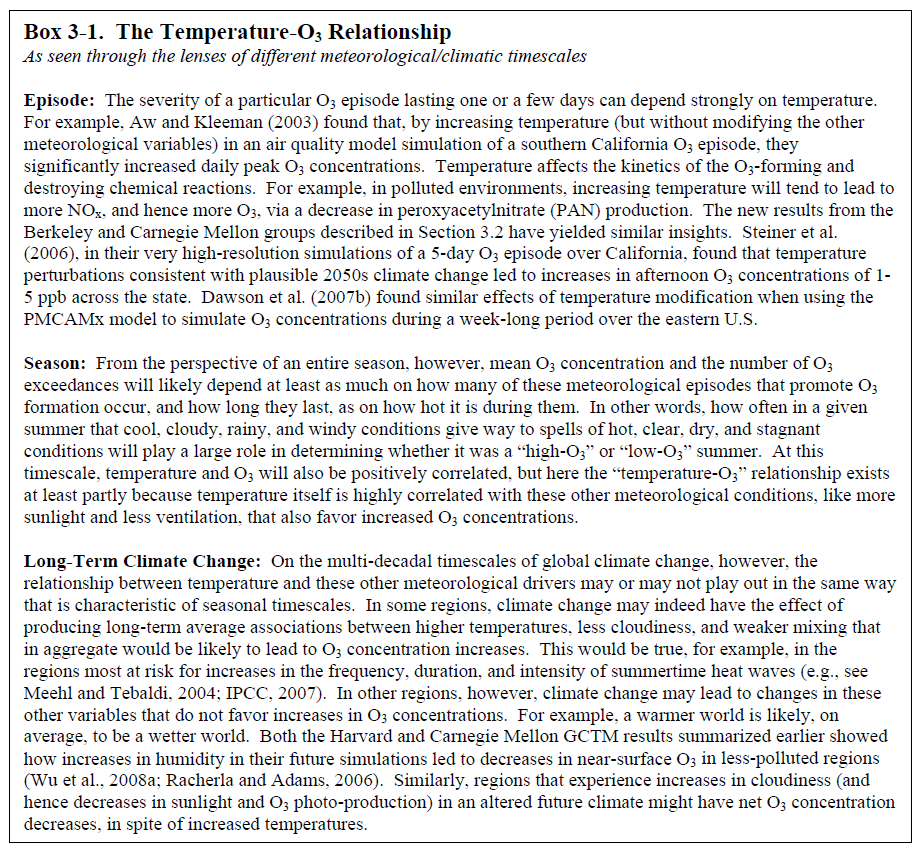 Box 3-1. The Temperature-O₃ Relationship
As seen through the lenses of different meteorological/climatic timescales
Episode: The severity of a particular O₃ episode lasting one or a few days can depend strongly on temperature.
For example, Aw and Kleeman (2003) found that, by increasing temperature (but without modifying the other
meteorological variables) in an air quality model simulation of a southern California O₃ episode, they
significantly increased daily peak O₃ concentrations. Temperature affects the kinetics of the O₃-forming and
destroying chemical reactions. For example, in polluted environments, increasing temperature will tend to lead to
more NOₓ, and hence more O₃, via a decrease in peroxyacetylnitrate (PAN) production. The new results from the
Berkeley and Carnegie Mellon groups described in Section 3.2 have yielded similar insights. Steiner et al.
(2006), in their very high-resolution simulations of a 5-day O₃ episode over California, found that temperature
perturbations consistent with plausible 2050s climate change led to increases in afternoon O₃ concentrations of 1-
5 ppb across the state. Dawson et al. (2007b) found similar effects of temperature modification when using the
PMCAMx model to simulate O₃ concentrations during a week-long period over the eastern U.S.
Season: From the perspective of an entire season, however, mean O₃ concentration and the number of O₃
exceedances will likely depend at least as much on how many of these meteorological episodes that promote O₃
formation occur, and how long they last, as on how hot it is during them. In other words, how often in a given
summer that cool, cloudy, rainy, and windy conditions give way to spells of hot, clear, dry, and stagnant
conditions will play a large role in determining whether it was a “high-O₃” or “low-O₃” summer. At this
timescale, temperature and O₃ will also be positively correlated, but here the “temperature-O₃” relationship exists
at least partly because temperature itself is highly correlated with these other meteorological conditions, like more
sunlight and less ventilation, that also favor increased O₃ concentrations.
Long-Term Climate Change: On the multi-decadal timescales of global climate change, however, the
relationship between temperature and these other meteorological drivers may or may not play out in the same way
that is characteristic of seasonal timescales. In some regions, climate change may indeed have the effect of
producing long-term average associations between higher temperatures, less cloudiness, and weaker mixing that
in aggregate would be likely to lead to O₃ concentration increases. This would be true, for example, in the
regions most at risk for increases in the frequency, duration, and intensity of summertime heat waves (e.g., see
Meehl and Tebaldi, 2004; IPCC, 2007). In other regions, however, climate change may lead to changes in these
other variables that do not favor increases in O₃ concentrations. For example, a warmer world is likely, on
average, to be a wetter world. Both the Harvard and Carnegie Mellon GCTM results summarized earlier showed
how increases in humidity in their future simulations led to decreases in near-surface O₃ in less-polluted regions
(Wu et al., 2008a; Racherla and Adams, 2006). Similarly, regions that experience increases in cloudiness (and
hence decreases in sunlight and O₃ photo-production) in an altered future climate might have net O₃ concentration
decreases, in spite of increased temperatures.